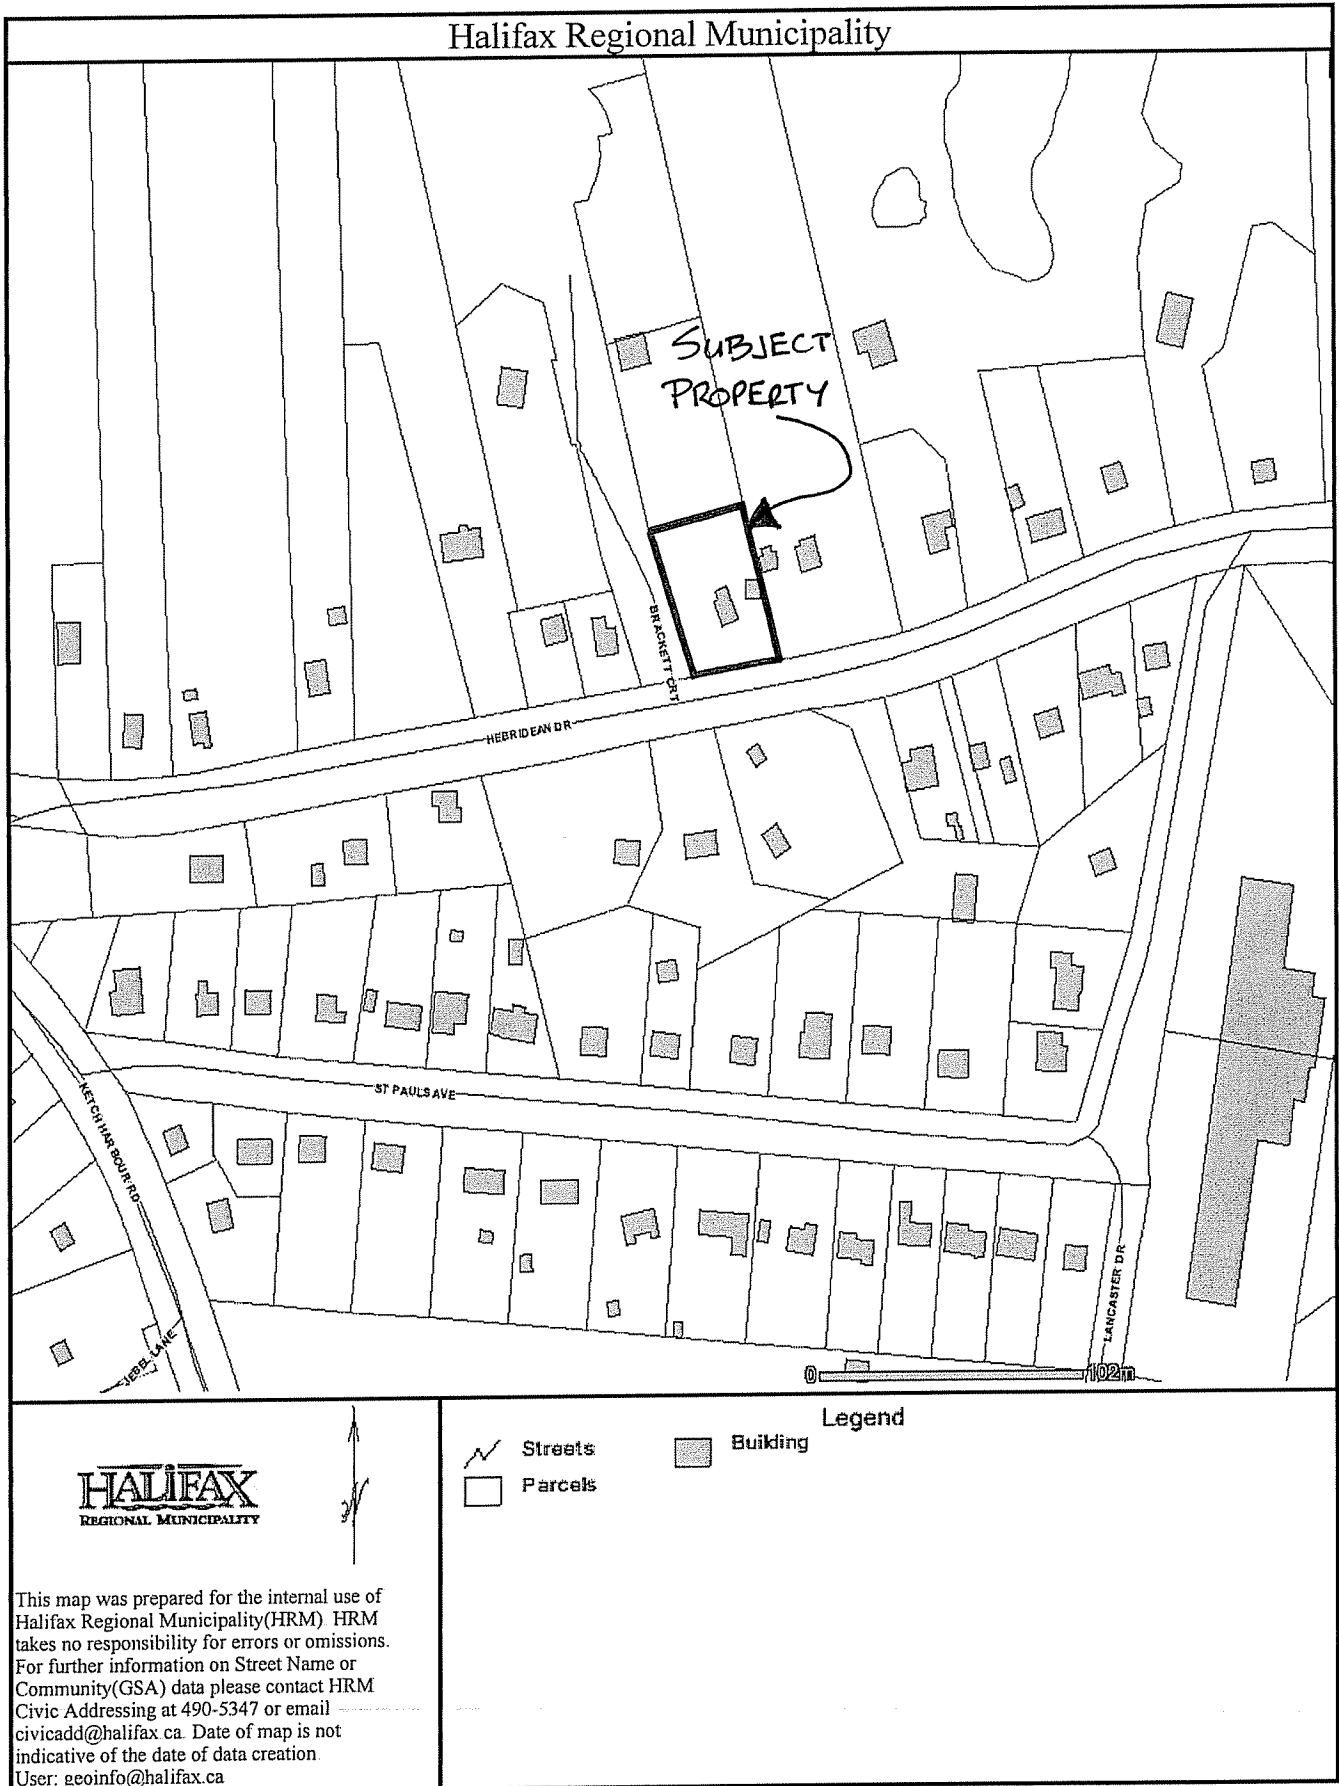 Halifax Regional Municipality
SUBJECT
PROPERTY
BRACKETT CRT
HEBRIDEAN DR
ST PAULS AVE
KETCH HARBOUR RD
LANCASTER DR
JEBEL LANE
0 102m
HALIFAX
REGIONAL MUNICIPALITY
N
Legend
Streets
Building
Parcels
This map was prepared for the internal use of
Halifax Regional Municipality(HRM) HRM
takes no responsibility for errors or omissions.
For further information on Street Name or
Community(GSA) data please contact HRM
Civic Addressing at 490-5347 or email
civicadd@halifax.ca. Date of map is not
indicative of the date of data creation.
User: geoinfo@halifax.ca